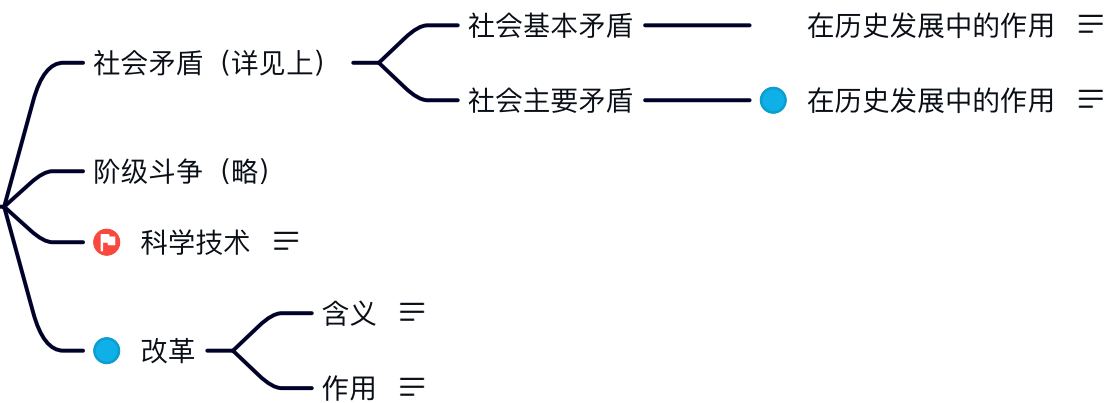 社会基本矛盾
在历史发展中的作用
社会矛盾（详见上）
社会主要矛盾
在历史发展中的作用
阶级斗争（略）
科学技术
含义
改革
作用